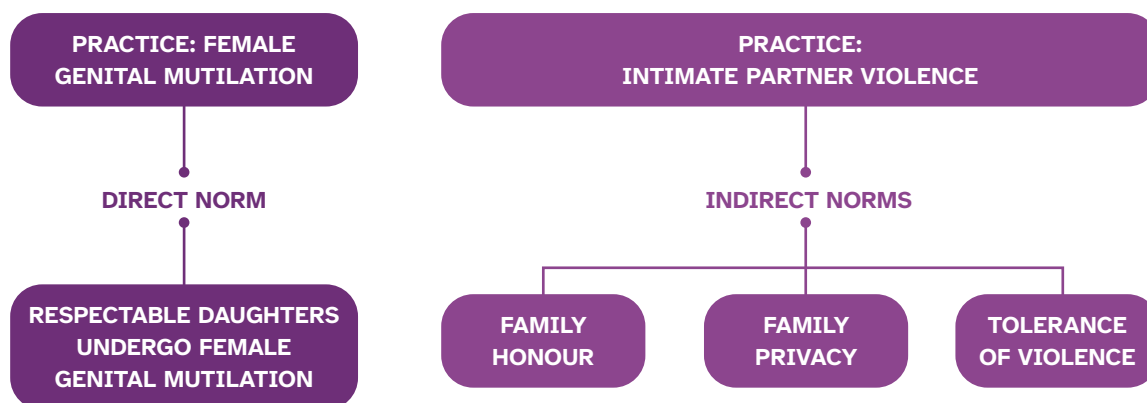 PRACTICE: FEMALE
GENITAL MUTILATION
DIRECT NORM
RESPECTABLE DAUGHTERS
UNDERGO FEMALE
GENITAL MUTILATION
PRACTICE:
INTIMATE PARTNER VIOLENCE
INDIRECT NORMS
FAMILY
HONOUR
FAMILY
PRIVACY
TOLERANCE
OF VIOLENCE